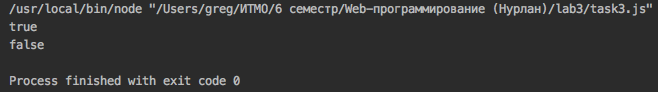 /usr/local/bin/node "/Users/greg/ИТМО/6 семестр/Web-программирование (Нурлан)/lab3/task3.js"
true
false
Process finished with exit code 0